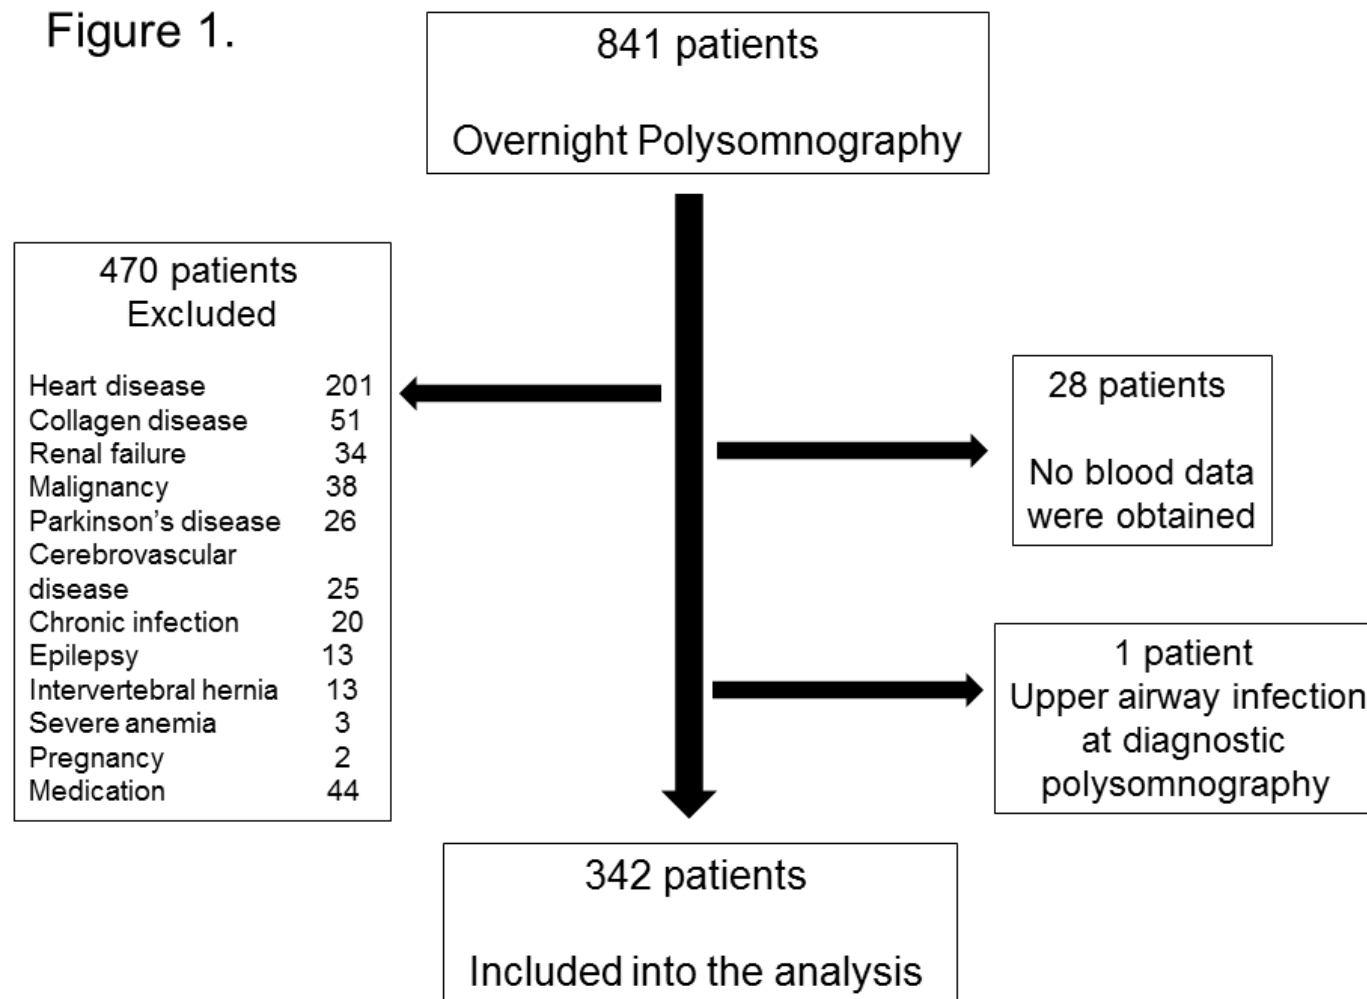 Figure 1.
841 patients
Overnight Polysomnography
470 patients
Excluded
Heart disease 201
Collagen disease 51
Renal failure 34
Malignancy 38
Parkinson’s disease 26
Cerebrovascular
disease 25
Chronic infection 20
Epilepsy 13
Intervertebral hernia 13
Severe anemia 3
Pregnancy 2
Medication 44
28 patients
No blood data
were obtained
1 patient
Upper airway infection
at diagnostic
polysomnography
342 patients
Included into the analysis